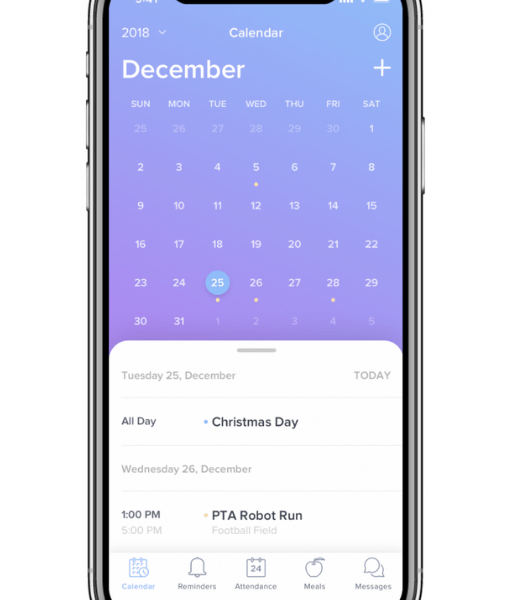 2018 Calendar
December +
SUN MON TUE WED THU FRI SAT
25 26 27 28 29 30 1
2 3 4 5 6 7 8
9 10 11 12 13 14 15
16 17 18 19 20 21 22
23 24 25 26 27 28 29
30 31 1 2 3 4 5
Tuesday 25, December TODAY
All Day Christmas Day
Wednesday 26, December
1:00 PM PTA Robot Run
5:00 PM Football Field
24
Calendar Reminders Attendance Meals Messages